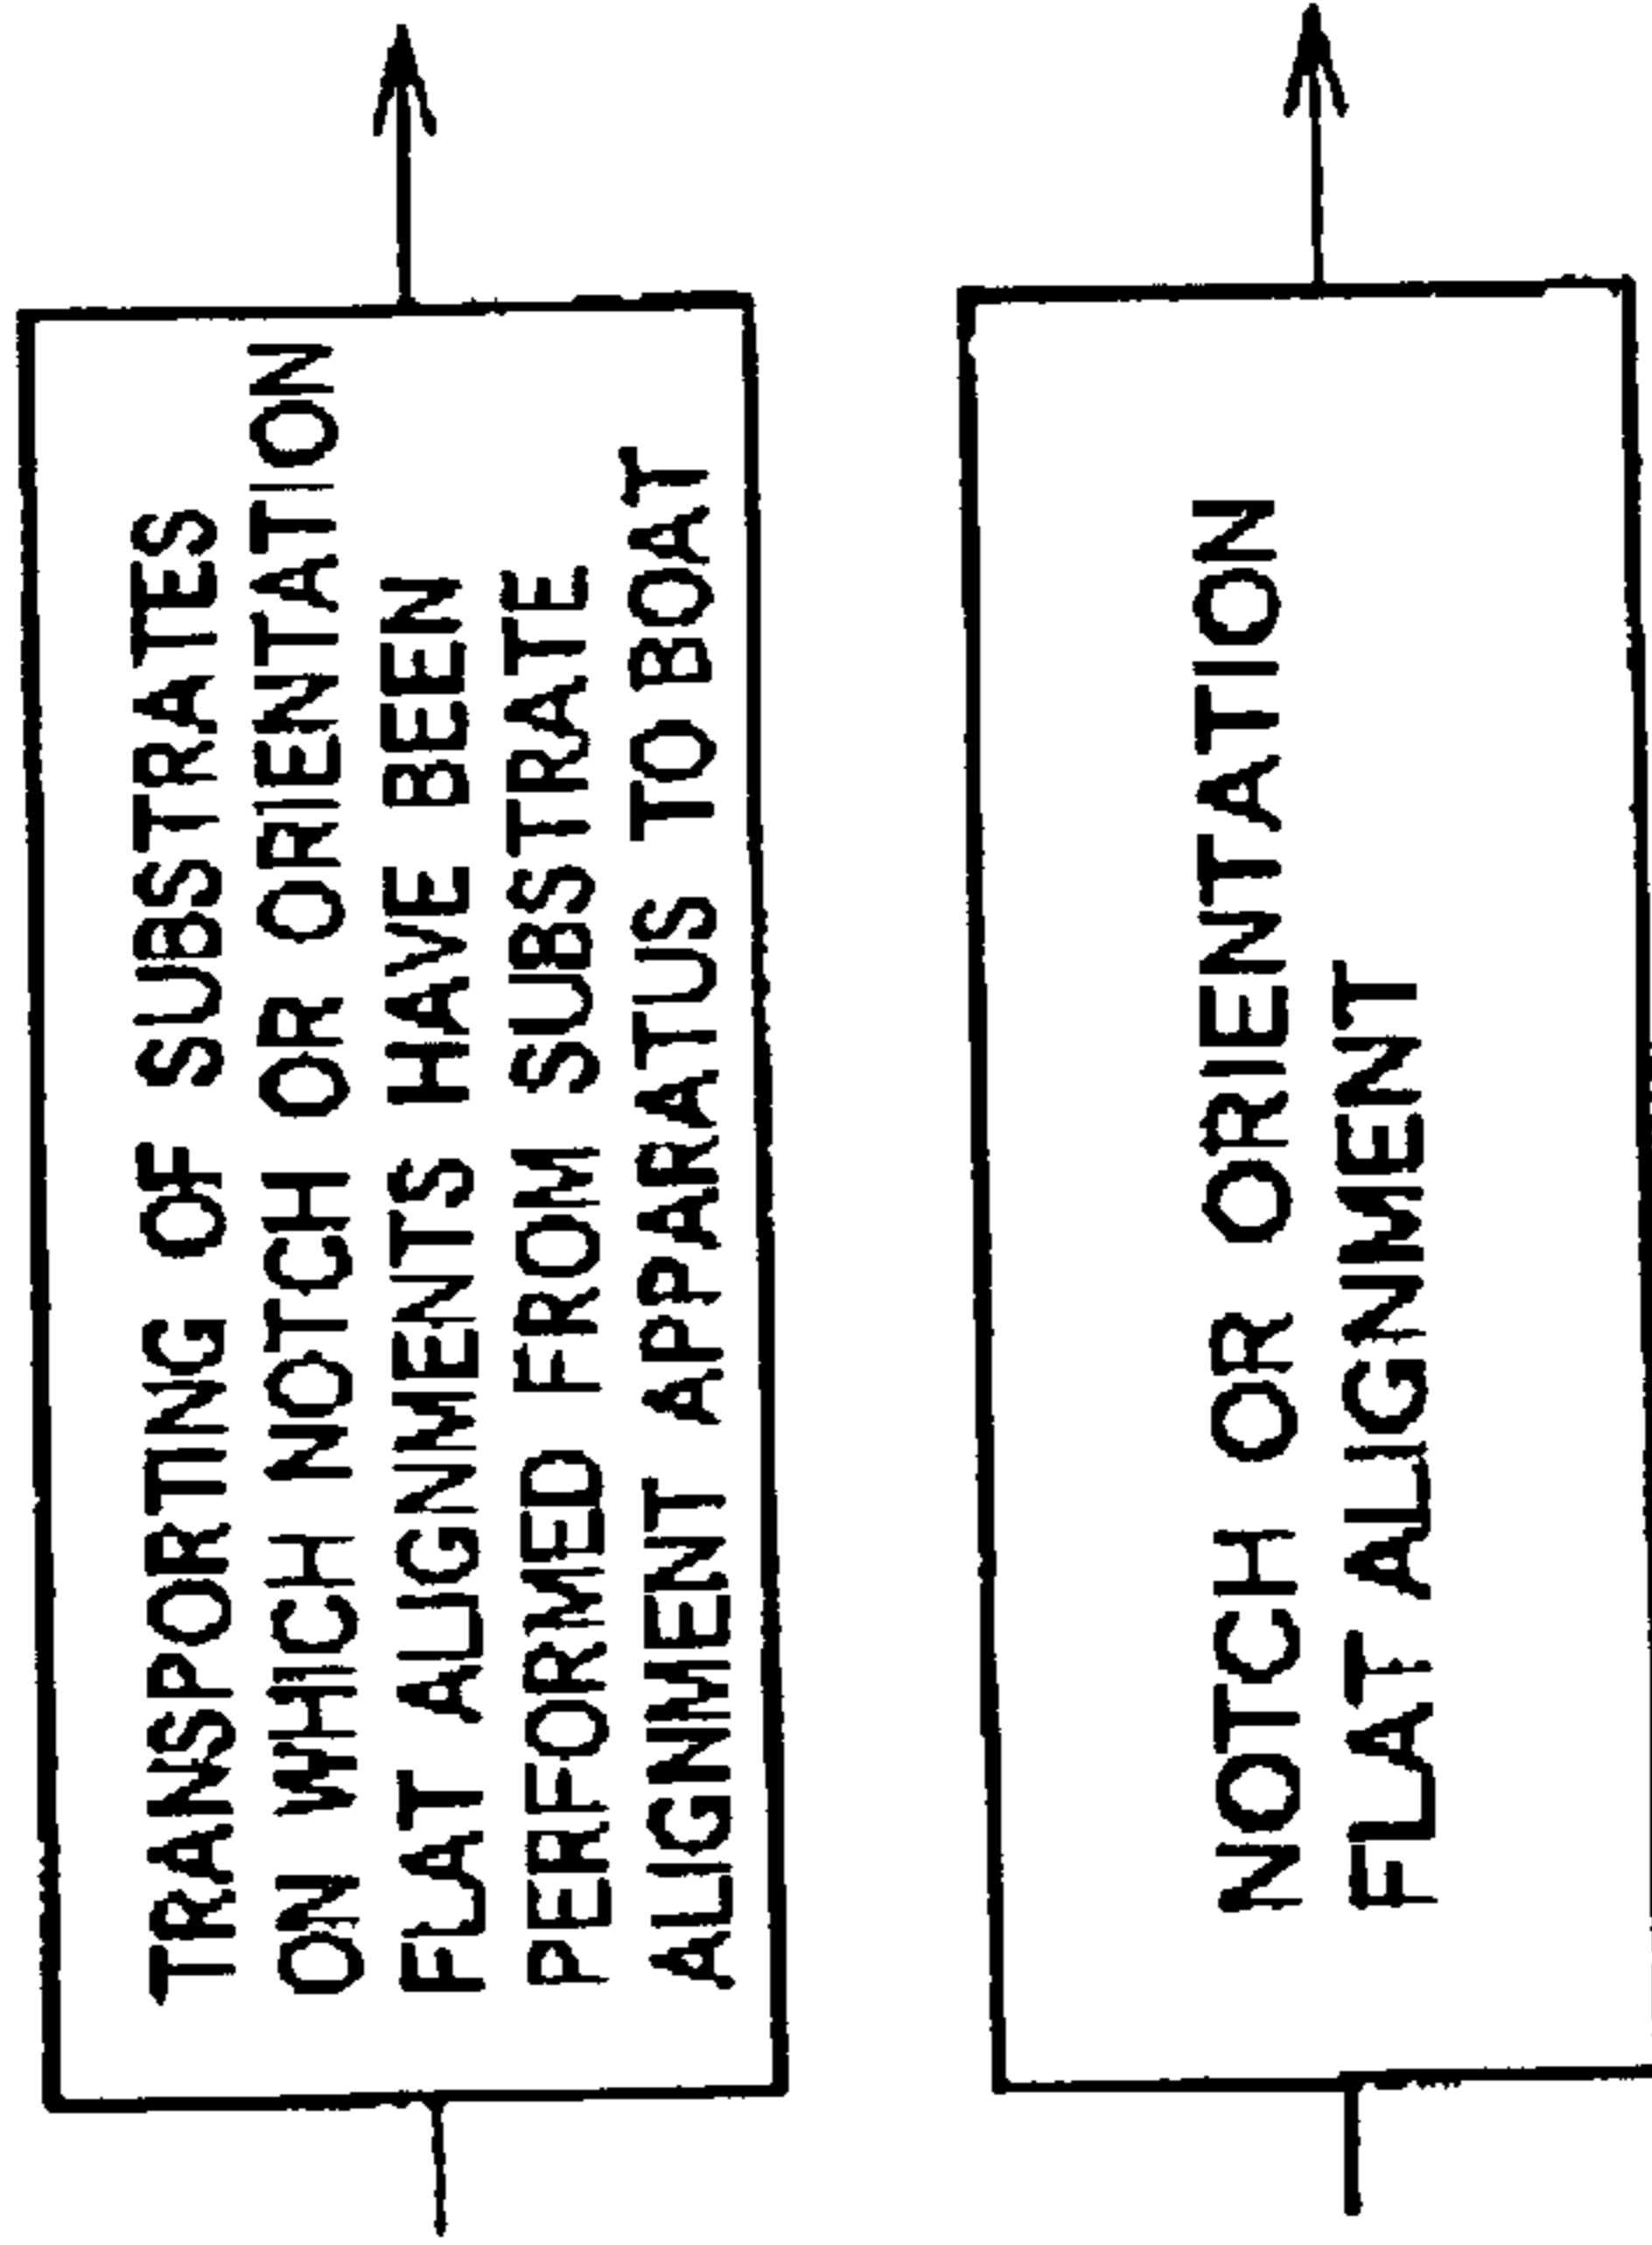 TRANSPORTING OF SUBSTRATES
ON WHICH NOTCH OR ORIENTATION
FLAT ALIGNMENTS HAVE BEEN
PERFORMED FROM SUBSTRATE
ALIGNMENT APPARATUS TO BOAT
NOTCH OR ORIENTATION
FLAT ALIGNMENT